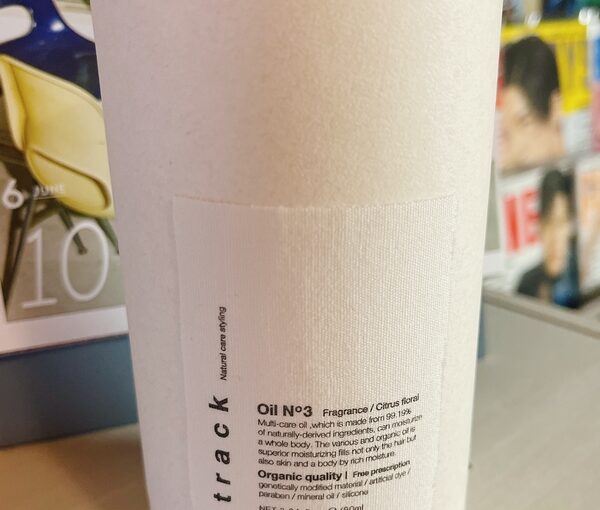 6 JUNE
10
track Natural care styling
Oil Nº3 Fragrance / Citrus floral
Multi-care oil ,which is made from 99.19%
of naturally-derived ingredients, can moisturize
a whole body. The various and organic oil is
superior moisturizing fills not only the hair but
also skin and a body by rich moisture.
Organic quality | Free prescription
genetically modified material / artificial dye /
paraben / mineral oil / silicone